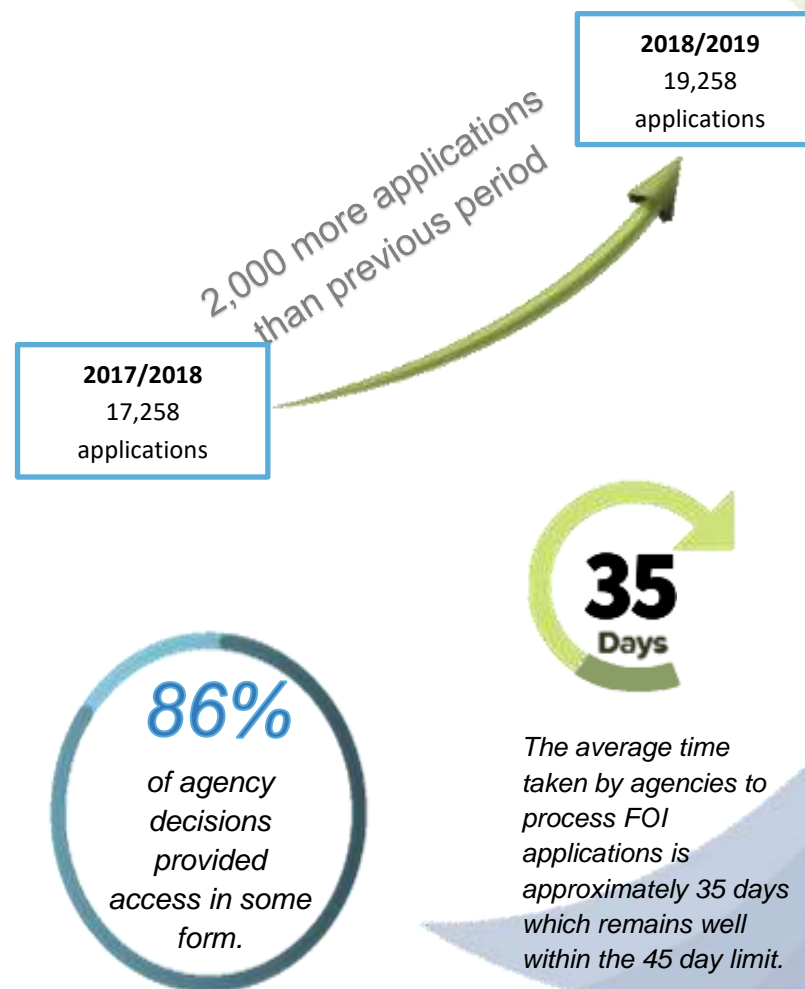 2018/2019
19,258
applications
2,000 more applications
than previous period
2017/2018
17,258
applications
35
Days
86%
of agency
decisions
provided
access in some
form.
The average time
taken by agencies to
process FOI
applications is
approximately 35 days
which remains well
within the 45 day limit.